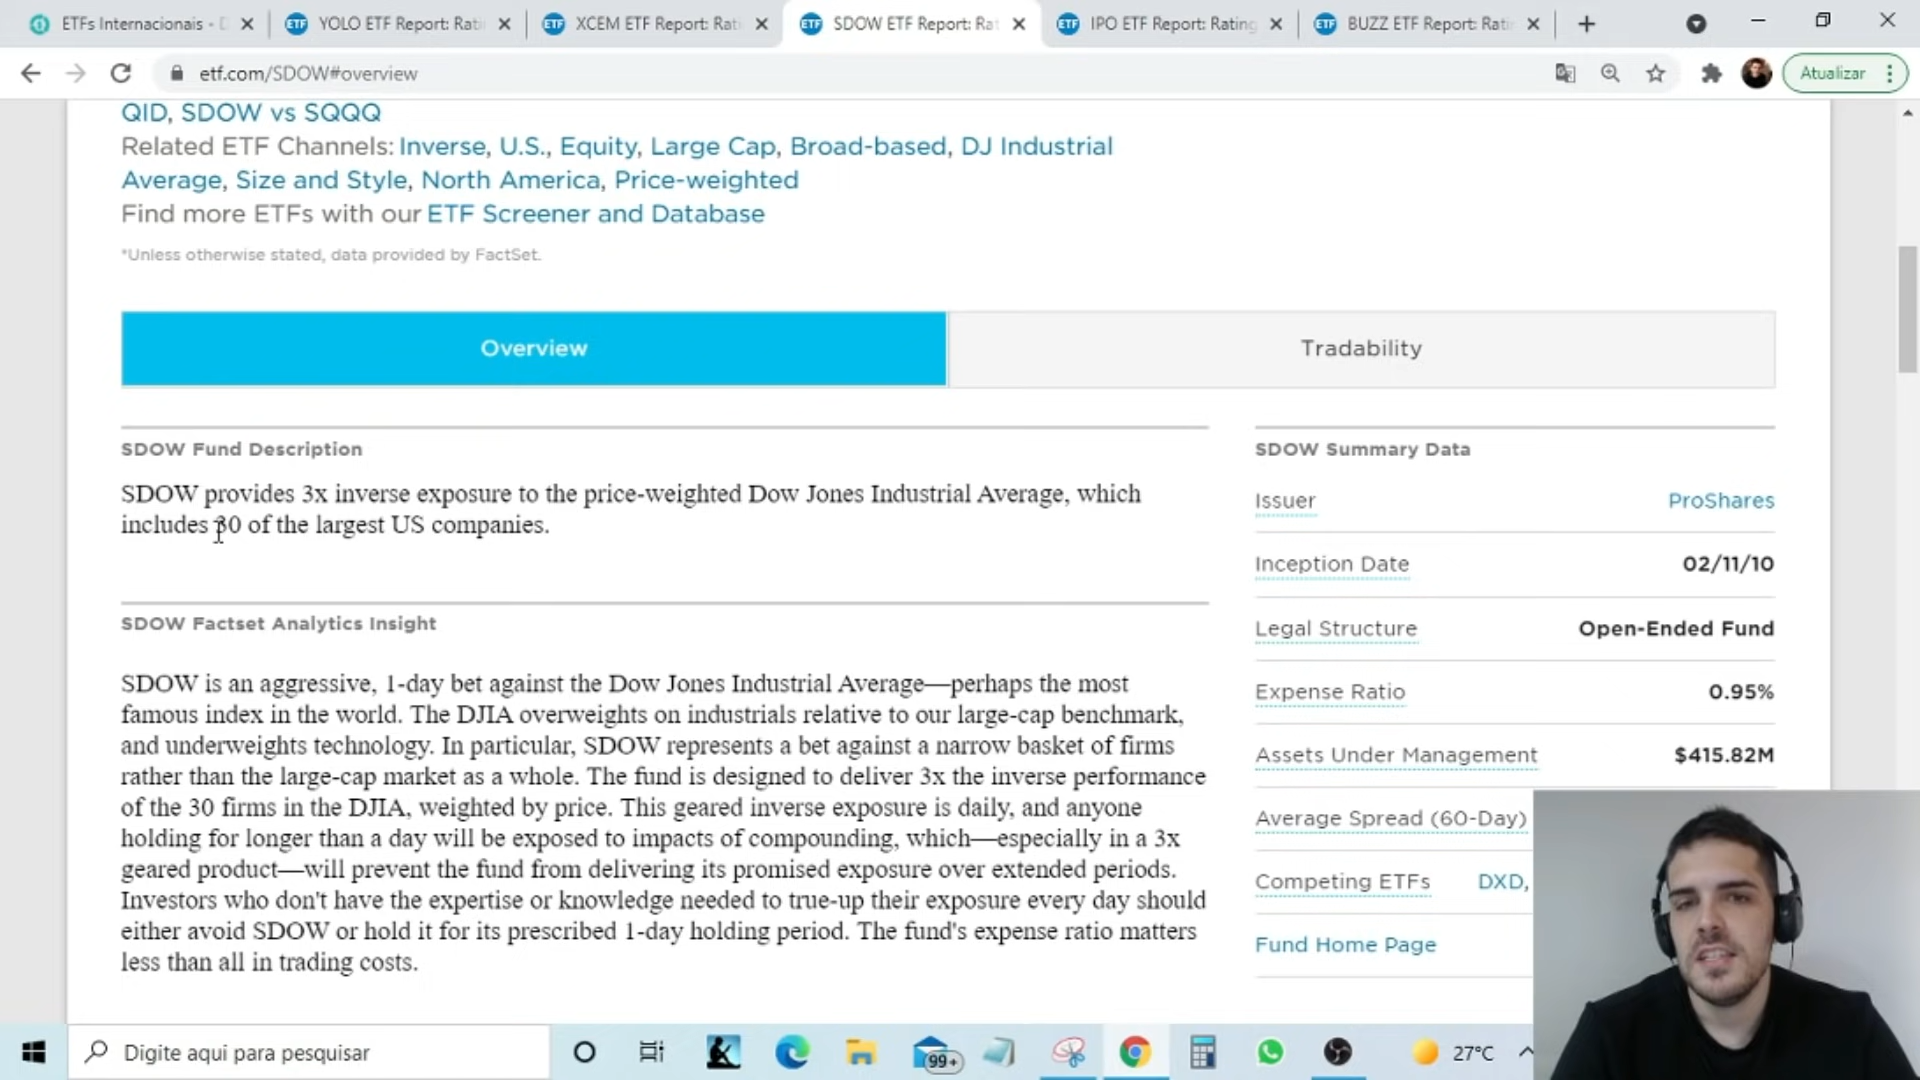 ETFs Internacionais - D
YOLO ETF Report: Rati
XCEM ETF Report: Rati
SDOW ETF Report: Rat
IPO ETF Report: Rating
BUZZ ETF Report: Rati
etf.com/SDOW#overview
Atualizar
QID, SDOW vs SQQQ
Related ETF Channels: Inverse, U.S., Equity, Large Cap, Broad-based, DJ Industrial
Average, Size and Style, North America, Price-weighted
Find more ETFs with our ETF Screener and Database
*Unless otherwise stated, data provided by FactSet.
Overview
Tradability
SDOW Fund Description
SDOW provides 3x inverse exposure to the price-weighted Dow Jones Industrial Average, which
includes 30 of the largest US companies.
SDOW Factset Analytics Insight
SDOW is an aggressive, 1-day bet against the Dow Jones Industrial Average—perhaps the most
famous index in the world. The DJIA overweights on industrials relative to our large-cap benchmark,
and underweights technology. In particular, SDOW represents a bet against a narrow basket of firms
rather than the large-cap market as a whole. The fund is designed to deliver 3x the inverse performance
of the 30 firms in the DJIA, weighted by price. This geared inverse exposure is daily, and anyone
holding for longer than a day will be exposed to impacts of compounding, which—especially in a 3x
geared product—will prevent the fund from delivering its promised exposure over extended periods.
Investors who don't have the expertise or knowledge needed to true-up their exposure every day should
either avoid SDOW or hold it for its prescribed 1-day holding period. The fund's expense ratio matters
less than all in trading costs.
SDOW Summary Data
Issuer ProShares
Inception Date 02/11/10
Legal Structure Open-Ended Fund
Expense Ratio 0.95%
Assets Under Management $415.82M
Average Spread (60-Day)
Competing ETFs DXD,
Fund Home Page
Digite aqui para pesquisar
99+
27°C